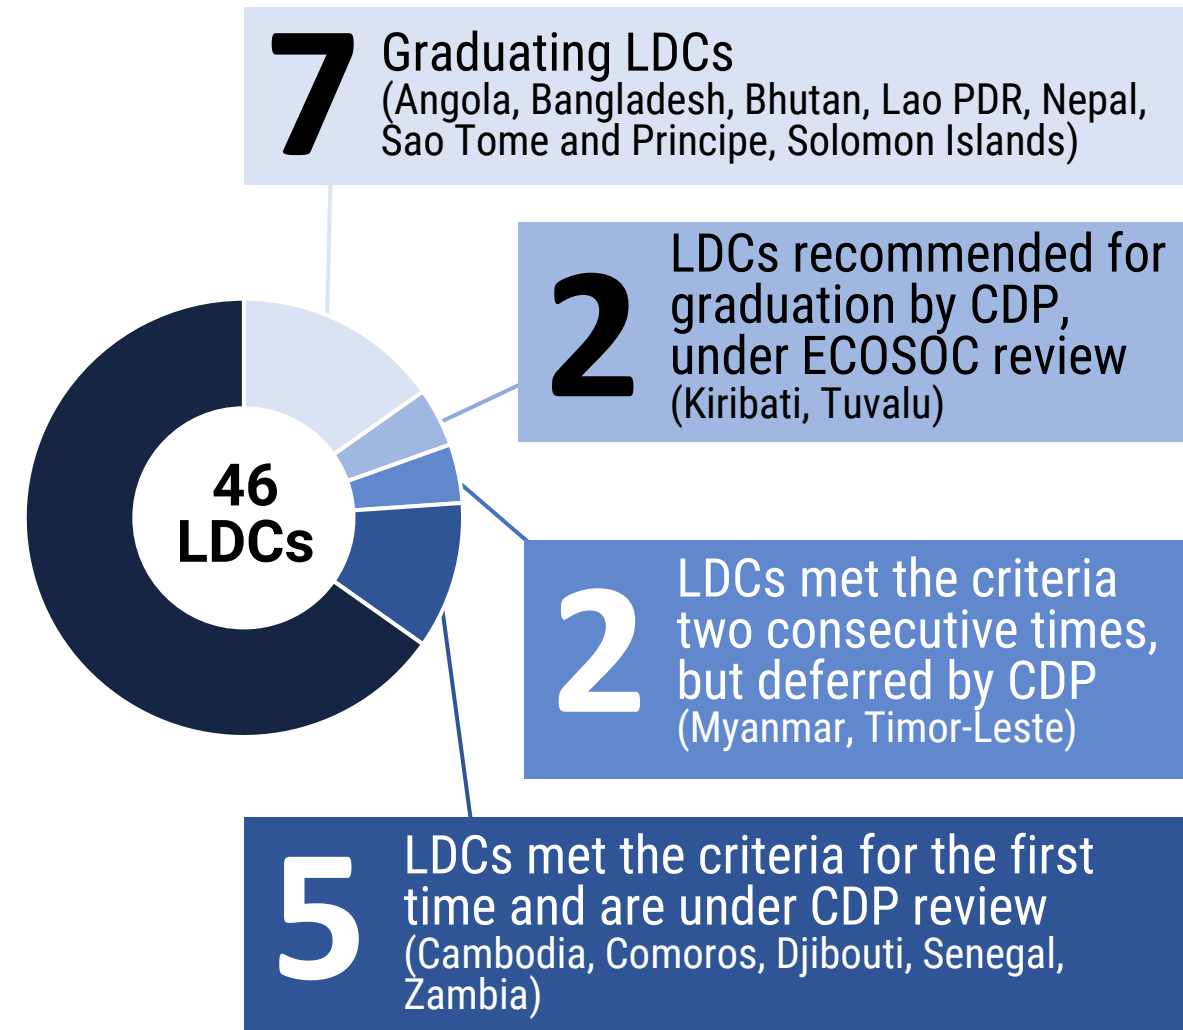 7
Graduating LDCs
(Angola, Bangladesh, Bhutan, Lao PDR, Nepal,
Sao Tome and Principe, Solomon Islands)
2
LDCs recommended for
graduation by CDP,
under ECOSOC review
(Kiribati, Tuvalu)
46
LDCs
2
LDCs met the criteria
two consecutive times,
but deferred by CDP
(Myanmar, Timor-Leste)
5
LDCs met the criteria for the first
time and are under CDP review
(Cambodia, Comoros, Djibouti, Senegal,
Zambia)